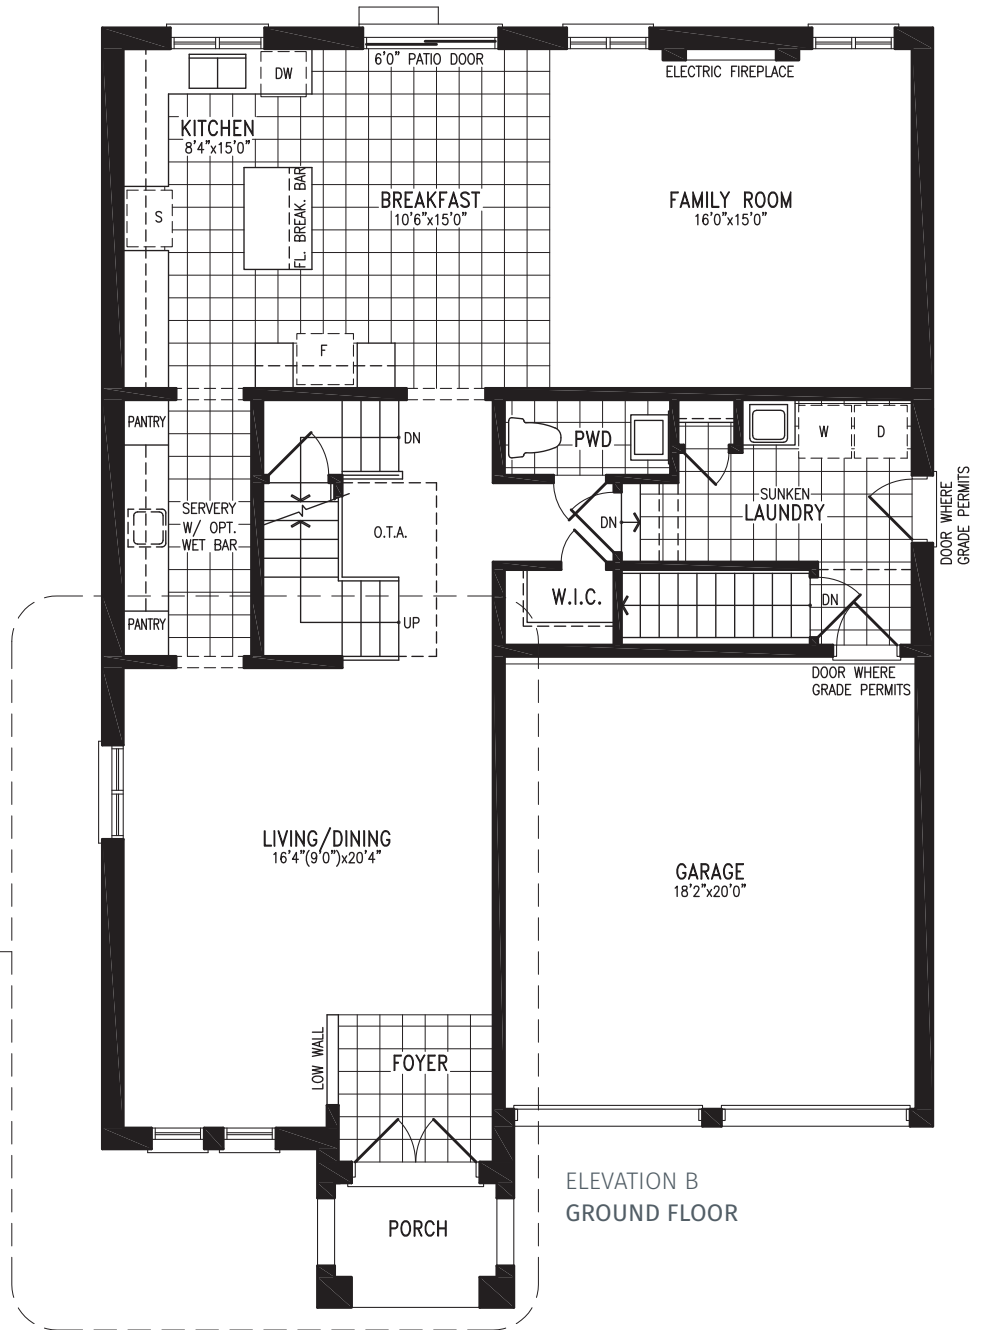 6'0" PATIO DOOR
DW
ELECTRIC FIREPLACE
KITCHEN
8'4"x15'0"
S
FL. BREAK. BAR
BREAKFAST
10'6"x15'0"
FAMILY ROOM
16'0"x15'0"
F
PANTRY
DN
PWD
W
D
SERVERY
W/ OPT.
WET BAR
O.T.A.
SUNKEN
LAUNDRY
DN
DOOR WHERE
GRADE PERMITS
W.I.C.
DN
PANTRY
UP
DOOR WHERE
GRADE PERMITS
LIVING/DINING
16'4"(9'0")x20'4"
GARAGE
18'2"x20'0"
LOW WALL
FOYER
ELEVATION B
GROUND FLOOR
PORCH